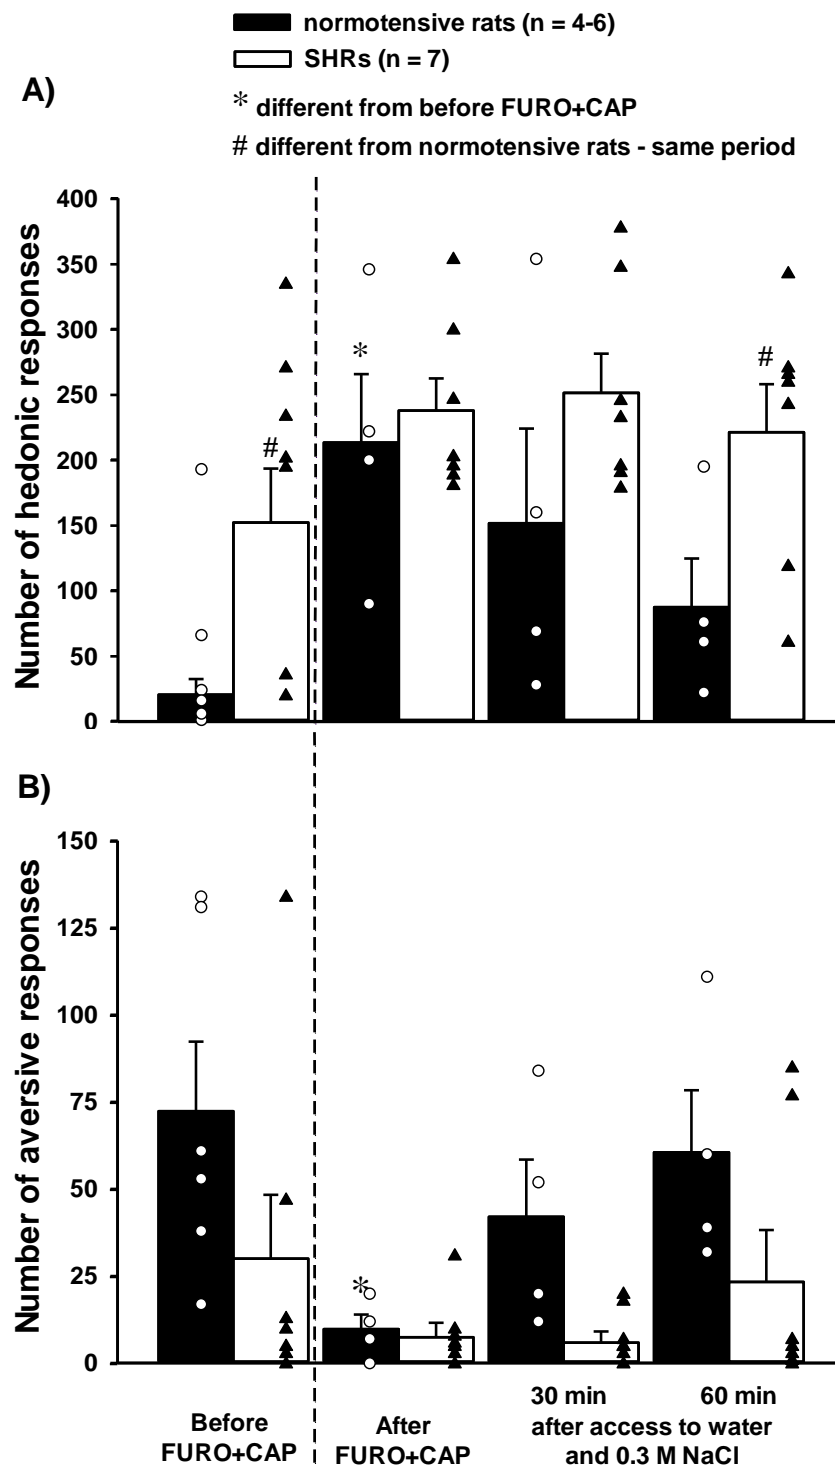 normotensive rats (n = 4-6)
SHRs (n = 7)
A)
* different from before FURO+CAP
# different from normotensive rats - same period
Number of hedonic responses
400
350
300
250
200
150
100
50
0
#
*
#
B)
Number of aversive responses
150
125
100
75
50
25
0
*
Before
FURO+CAP
After
FURO+CAP
30 min 60 min
after access to water
and 0.3 M NaCl